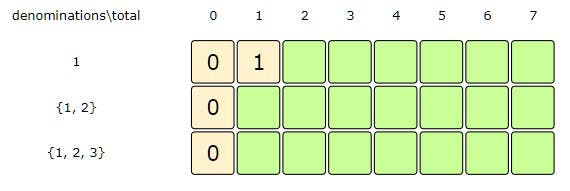 denominations\total 0 1 2 3 4 5 6 7
1 0 1
{1, 2} 0
{1, 2, 3} 0